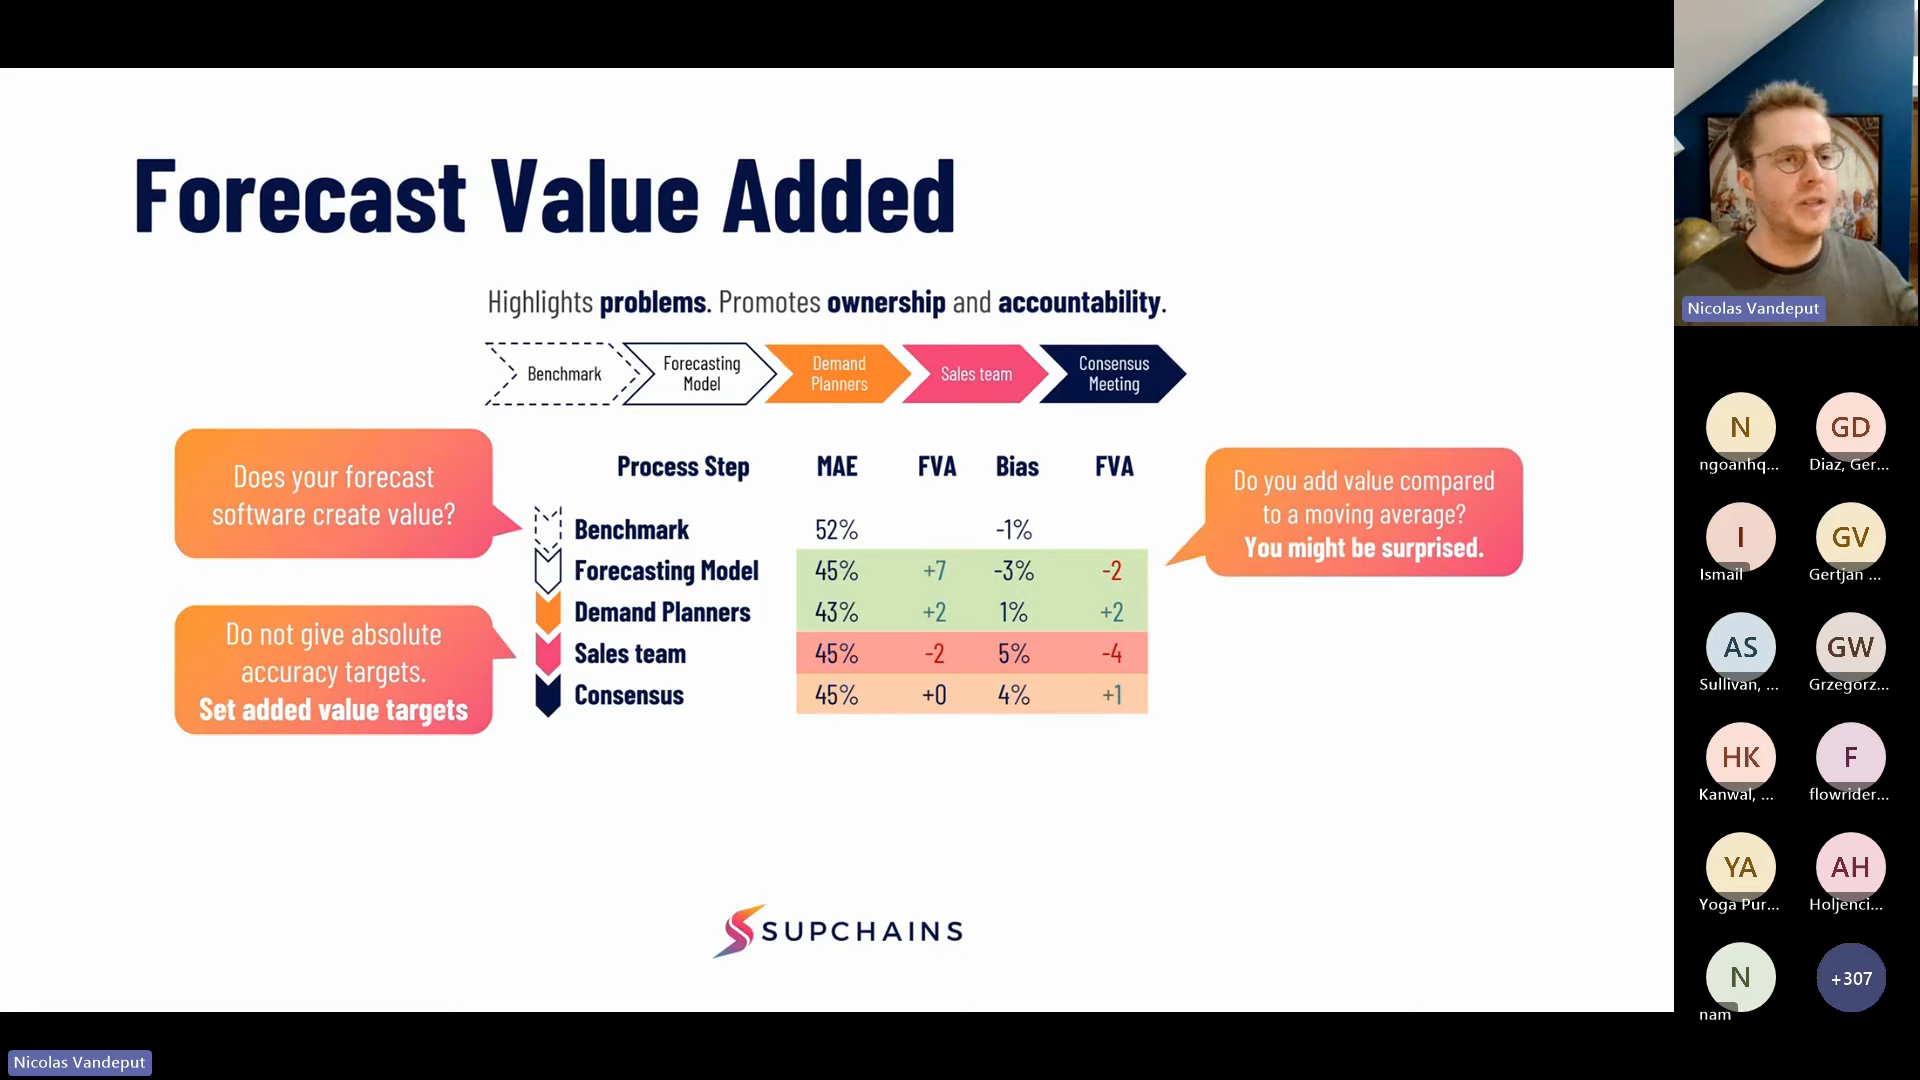 Forecast Value Added
Highlights problems. Promotes ownership and accountability.
Benchmark
Forecasting
Model
Demand
Planners
Sales team
Consensus
Meeting
Does your forecast
software create value?
Do not give absolute
accuracy targets.
Set added value targets
Process Step MAE FVA Bias FVA
Benchmark 52% -1%
Forecasting Model 45% +7 -3% -2
Demand Planners 43% +2 1% +2
Sales team 45% -2 5% -4
Consensus 45% +0 4% +1
Do you add value compared
to a moving average?
You might be surprised.
SUPCHAINS
Nicolas Vandeput
N
ngoanhq...
GD
Diaz, Ger...
I
Ismail
GV
Gertjan ...
AS
Sullivan, ...
GW
Grzegorz...
HK
Kanwal, ...
F
flowrider...
YA
Yoga Pur...
AH
Holjenci...
N
nam
+307
Nicolas Vandeput